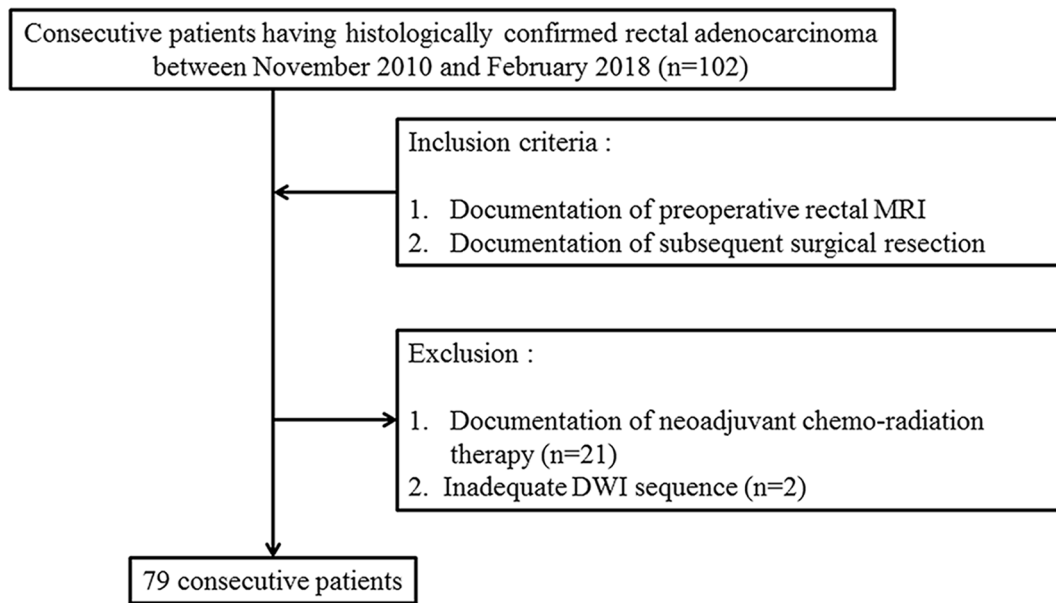 Consecutive patients having histologically confirmed rectal adenocarcinoma
between November 2010 and February 2018 (n=102)
Inclusion criteria :
1. Documentation of preoperative rectal MRI
2. Documentation of subsequent surgical resection
Exclusion :
1. Documentation of neoadjuvant chemo-radiation
therapy (n=21)
2. Inadequate DWI sequence (n=2)
79 consecutive patients